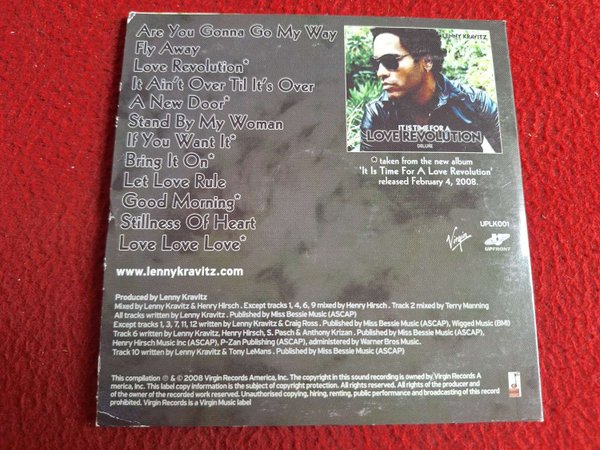 Are You Gonna Go My Way
Fly Away
Love Revolution*
It Ain't Over Til It's Over
A New Door*
Stand By My Woman
If You Want It*
Bring It On*
Let Love Rule
Good Morning*
Stillness Of Heart
Love Love Love*
www.lennykravitz.com
LENNY KRAVITZ
IT IS TIME FOR A
LOVE REVOLUTION
DELUXE
* taken from the new album
'It Is Time For A Love Revolution'
released February 4, 2008.
Virgin
UPLK001
UPFRONT
Produced by Lenny Kravitz
Mixed by Lenny Kravitz & Henry Hirsch . Except tracks 1, 4, 6, 9 mixed by Henry Hirsch . Track 2 mixed by Terry Manning
All tracks written by Lenny Kravitz . Published by Miss Bessie Music (ASCAP)
Except tracks 1, 3, 7, 11, 12 written by Lenny Kravitz & Craig Ross . Published by Miss Bessie Music (ASCAP), Wigged Music (BMI)
Track 6 written by Lenny Kravitz, Henry Hirsch, S. Pasch & Anthony Krizan . Published by Miss Bessie Music (ASCAP),
Henry Hirsch Music Inc (ASCAP), P-Zan Publishing (ASCAP), administered by Warner Bros Music.
Track 10 written by Lenny Kravitz & Tony LeMans . Published by Miss Bessie Music (ASCAP)
This compilation ℗ & © 2008 Virgin Records America, Inc. The copyright in this sound recording is owned by Virgin Records A
merica, Inc. This label copy information is the subject of copyright protection. All rights reserved. All rights of the producer and
of the owner of the recorded work reserved. Unauthorised copying, hiring, renting, public performance and broadcasting of this record
prohibited. Virgin Records is a Virgin Music label